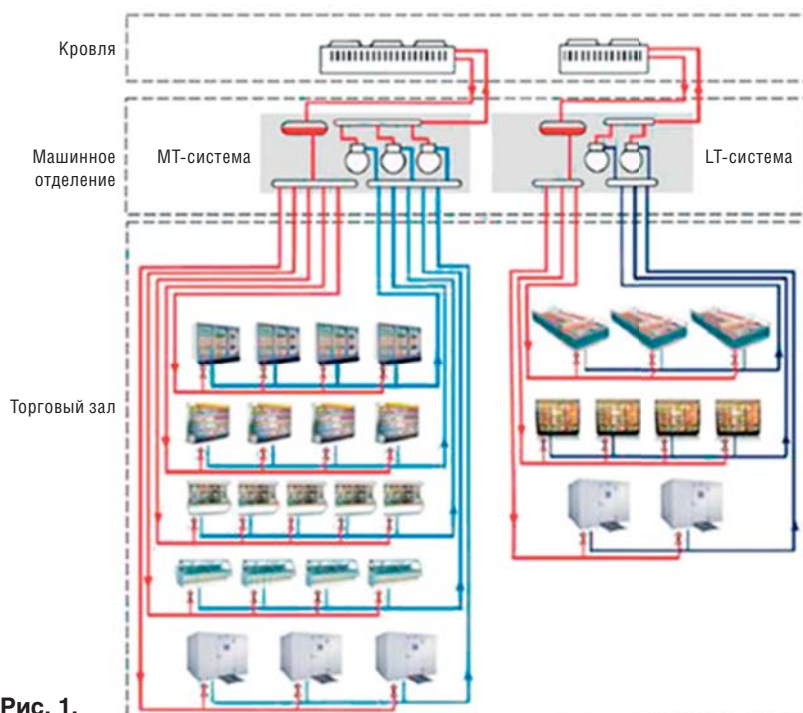 Кровля
Машинное
отделение
МТ-система
LT-система
Торговый зал
Рис. 1.